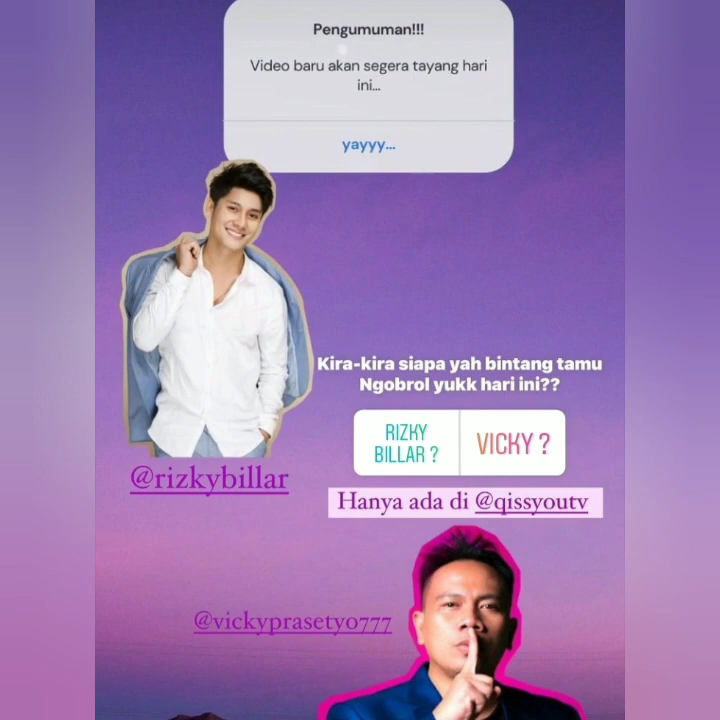 Pengumuman!!!
Video baru akan segera tayang hari
ini...
yayyy...
Kira-kira siapa yah bintang tamu
Ngobrol yukk hari ini??
RIZKY
BILLAR ?
VICKY ?
@rizkybillar
Hanya ada di @qissyoutv
@vickyprasetyo777